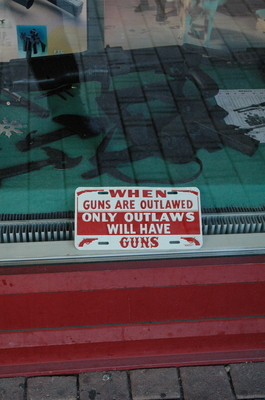 WHEN
GUNS ARE OUTLAWED
ONLY OUTLAWS
WILL HAVE
GUNS